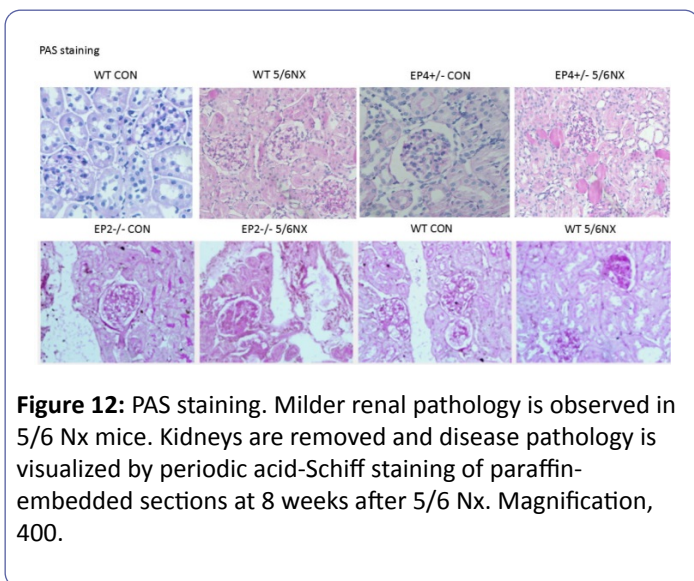 PAS staining
WT CON WT 5/6NX EP4+/- CON EP4+/- 5/6NX
EP2-/- CON EP2-/- 5/6NX WT CON WT 5/6NX
Figure 12: PAS staining. Milder renal pathology is observed in
5/6 Nx mice. Kidneys are removed and disease pathology is
visualized by periodic acid-Schiff staining of paraffin-
embedded sections at 8 weeks after 5/6 Nx. Magnification,
400.